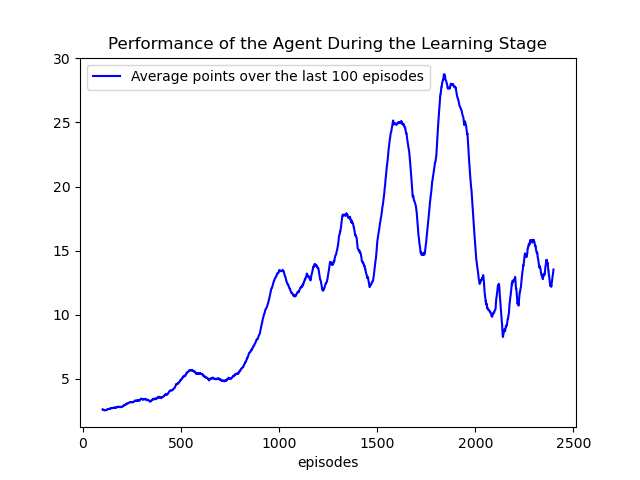 Performance of the Agent During the Learning Stage
Average points over the last 100 episodes
30
25
20
15
10
5
0 500 1000 1500 2000 2500
episodes